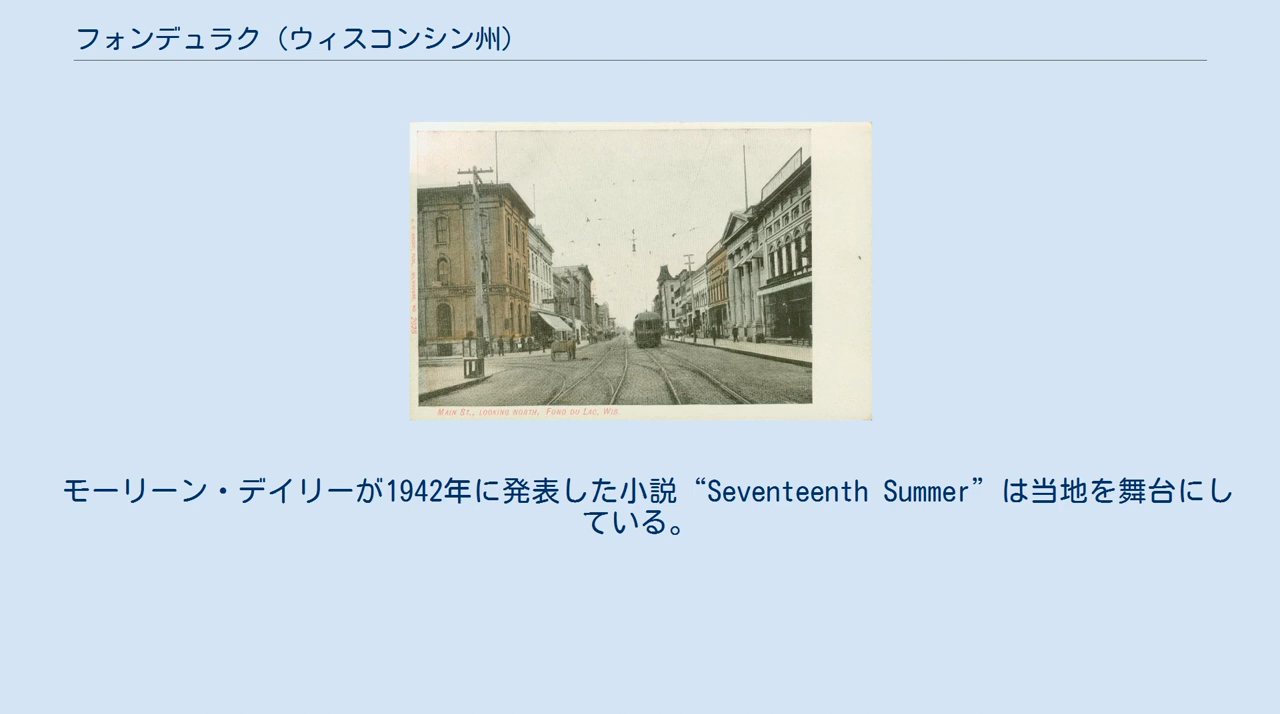 フォンデュラク（ウィスコンシン州）
MAIN ST., LOOKING NORTH, FOND DU LAC, WIS.
モーリーン・デイリーが1942年に発表した小説“Seventeenth Summer”は当地を舞台にし
ている。